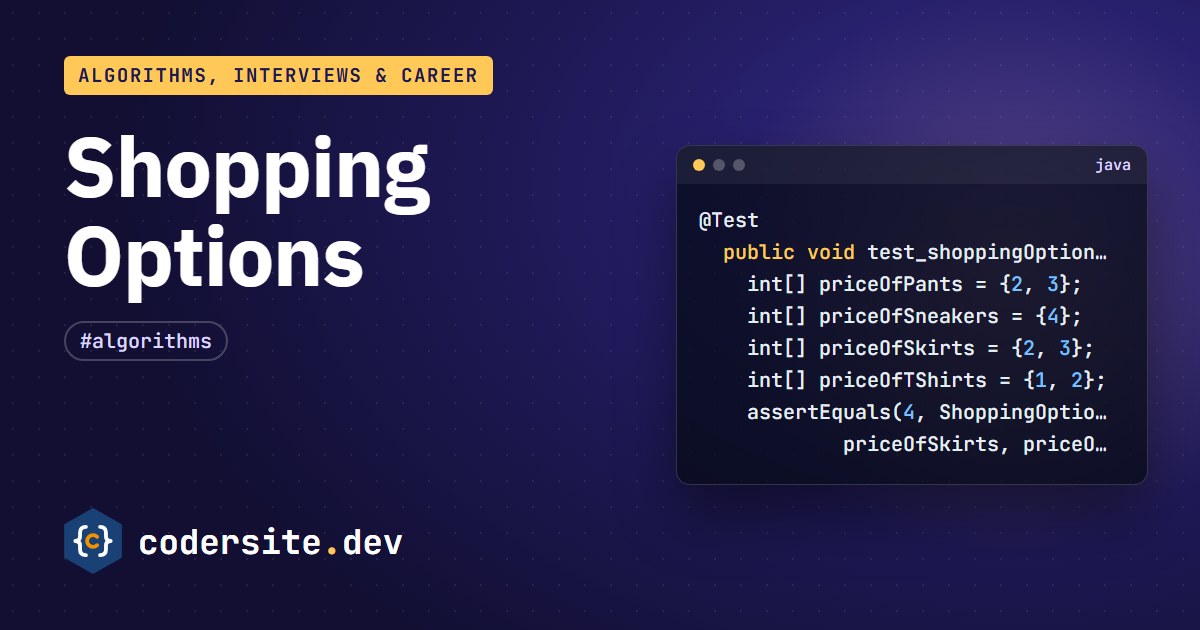 ALGORITHMS, INTERVIEWS & CAREER
Shopping
Options
#algorithms
java
@Test
public void test_shoppingOption…
int[] priceOfPants = {2, 3};
int[] priceOfSneakers = {4};
int[] priceOfSkirts = {2, 3};
int[] priceOfTShirts = {1, 2};
assertEquals(4, ShoppingOptio…
priceOfSkirts, priceO…
{c} codersite.dev